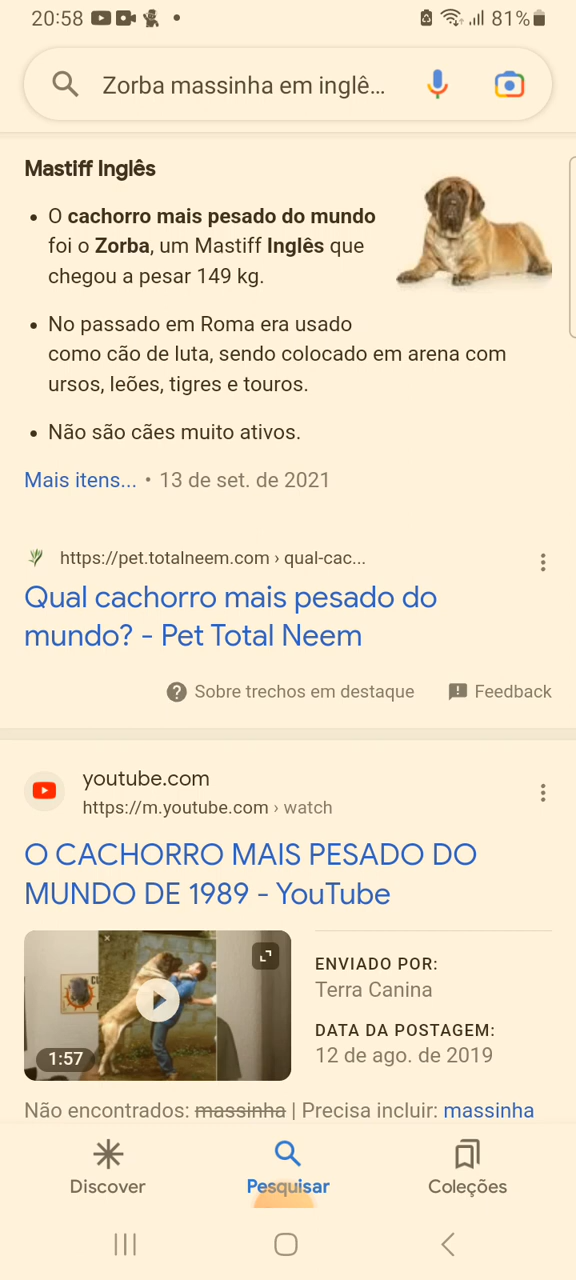 20:58
81%
Zorba massinha em inglê...
Mastiff Inglês
• O cachorro mais pesado do mundo
foi o Zorba, um Mastiff Inglês que
chegou a pesar 149 kg.
• No passado em Roma era usado
como cão de luta, sendo colocado em arena com
ursos, leões, tigres e touros.
• Não são cães muito ativos.
Mais itens... • 13 de set. de 2021
https://pet.totalneem.com › qual-cac...
Qual cachorro mais pesado do
mundo? - Pet Total Neem
Sobre trechos em destaque
Feedback
youtube.com
https://m.youtube.com › watch
O CACHORRO MAIS PESADO DO
MUNDO DE 1989 - YouTube
ENVIADO POR:
Terra Canina
DATA DA POSTAGEM:
12 de ago. de 2019
1:57
Não encontrados: massinha | Precisa incluir: massinha
Discover
Pesquisar
Coleções